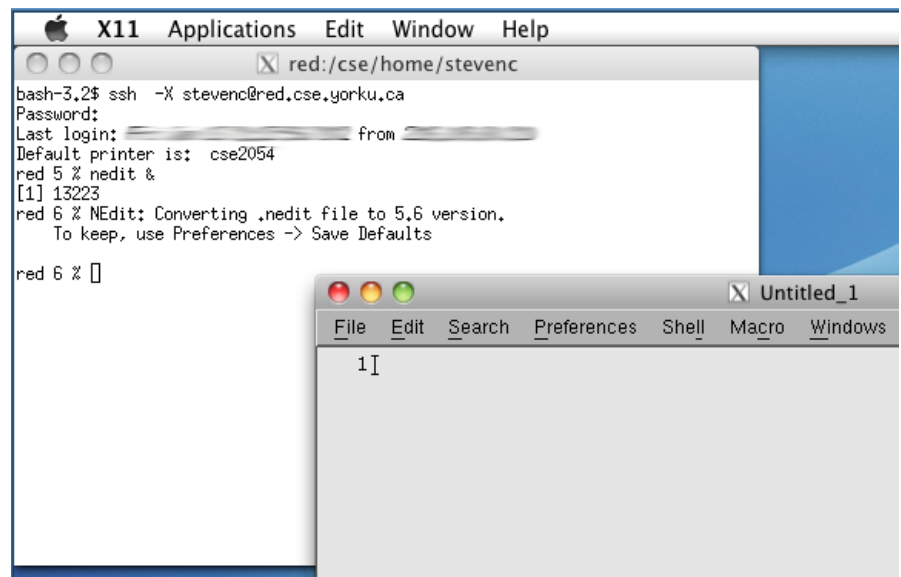 X11 Applications Edit Window Help
X red:/cse/home/stevenc
bash-3.2$ ssh -X stevenc@red.cse.yorku.ca
Password:
Last login: from
Default printer is: cse2054
red 5 % nedit &
[1] 13223
red 6 % NEdit: Converting .nedit file to 5.6 version.
To keep, use Preferences -> Save Defaults
red 6 %
X Untitled_1
File Edit Search Preferences Shell Macro Windows
1